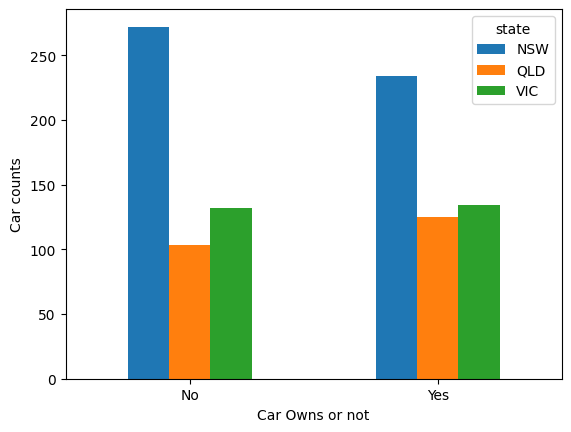 state
NSW
QLD
VIC
250
200
150
100
50
0
Car counts
No Yes
Car Owns or not